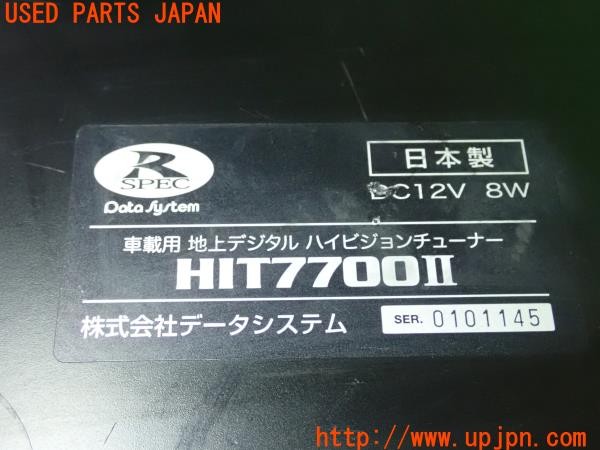 USED PARTS JAPAN
R
SPEC
Data System
日本製
DC12V 8W
車載用 地上デジタル ハイビジョンチューナー
HIT7700II
株式会社データシステム
SER. 0101145
http://www.upjpn.com